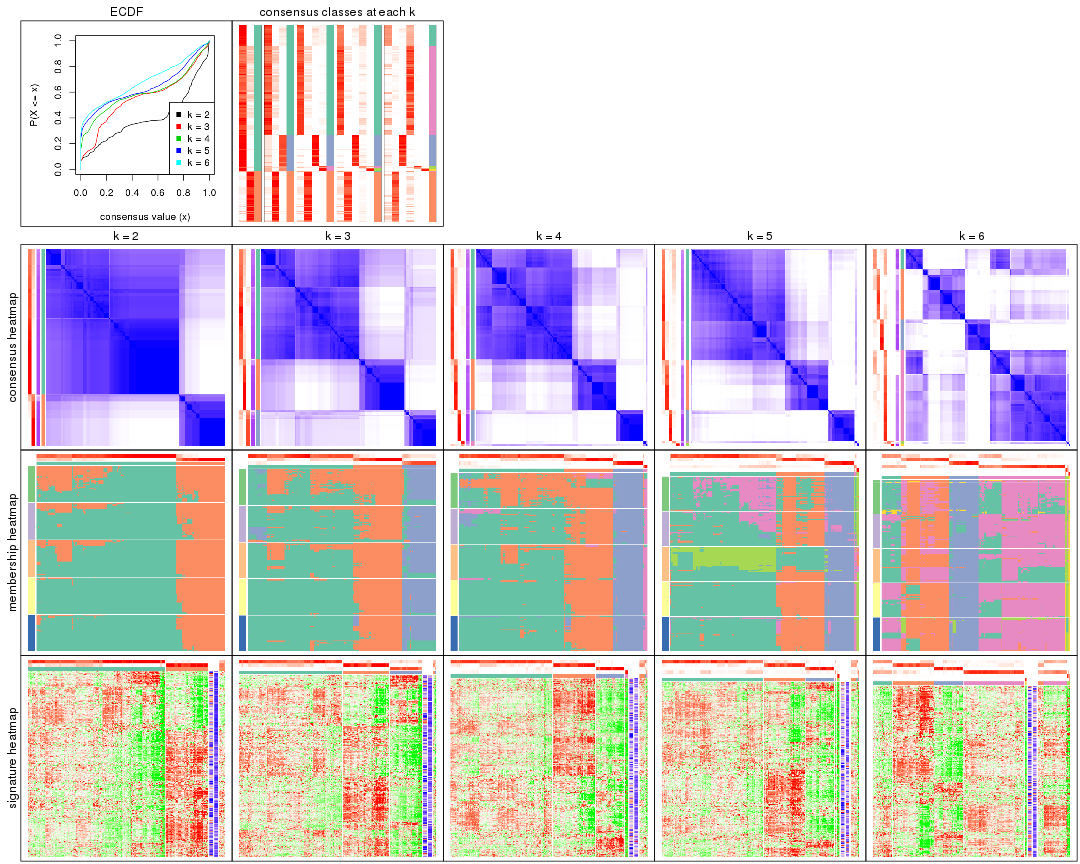 ECDF
consensus classes at each k
P(X <= x)
0.0 0.2 0.4 0.6 0.8 1.0
k = 2
k = 3
k = 4
k = 5
k = 6
0.0 0.2 0.4 0.6 0.8 1.0
consensus value (x)
k = 2
k = 3
k = 4
k = 5
k = 6
consensus heatmap
membership heatmap
signature heatmap